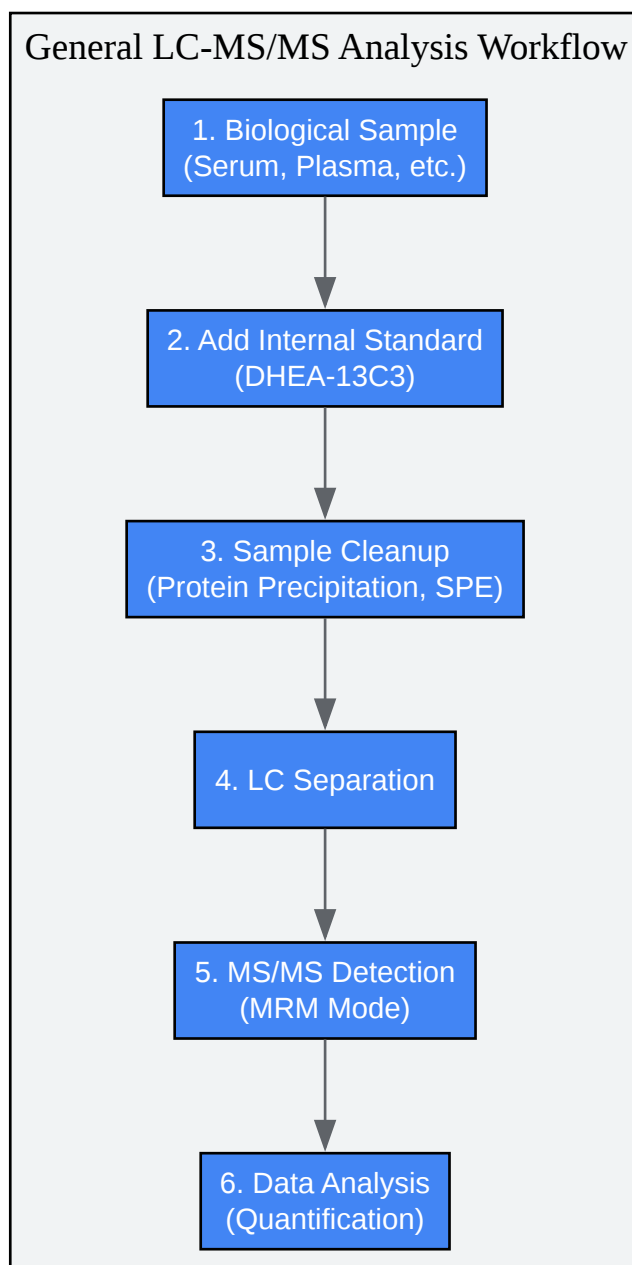 General LC-MS/MS Analysis Workflow
1. Biological Sample
(Serum, Plasma, etc.)
2. Add Internal Standard
(DHEA-13C3)
3. Sample Cleanup
(Protein Precipitation, SPE)
4. LC Separation
5. MS/MS Detection
(MRM Mode)
6. Data Analysis
(Quantification)